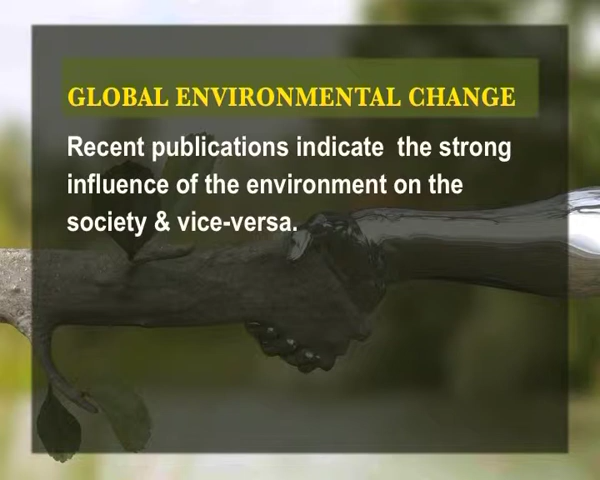 GLOBAL ENVIRONMENTAL CHANGE
Recent publications indicate  the strong
influence of the environment on the
society & vice-versa.